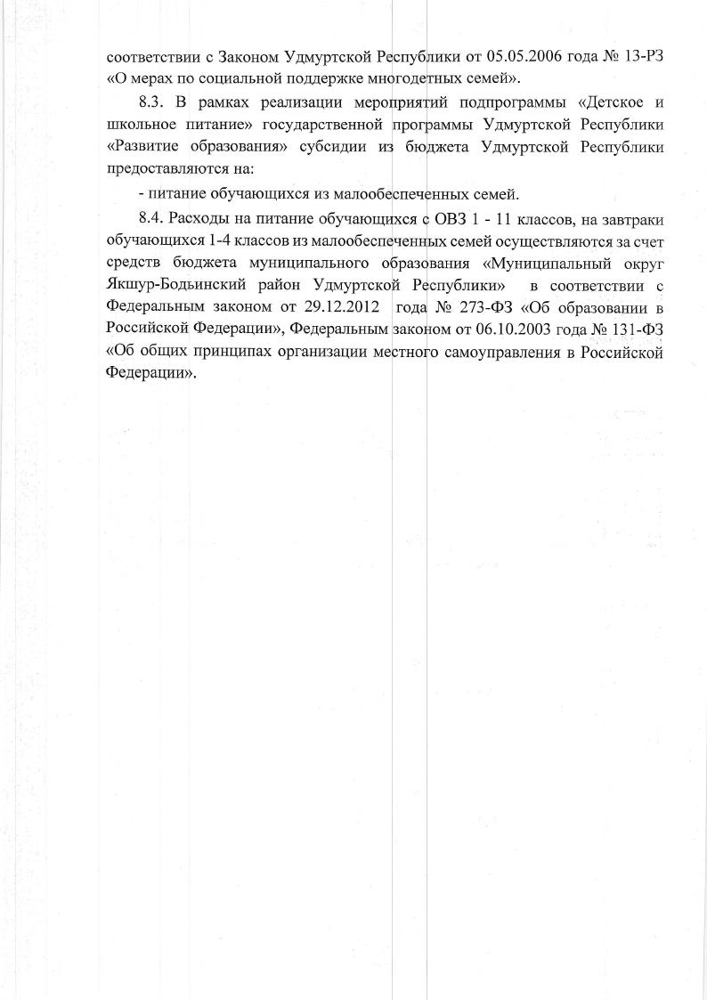 соответствии с Законом Удмуртской Республики от 05.05.2006 года № 13-РЗ
«О мерах по социальной поддержке многодетных семей».
8.3. В рамках реализации мероприятий подпрограммы «Детское и
школьное питание» государственной программы Удмуртской Республики
«Развитие образования» субсидии из бюджета Удмуртской Республики
предоставляются на:
- питание обучающихся из малообеспеченных семей.
8.4. Расходы на питание обучающихся с ОВЗ 1 - 11 классов, на завтраки
обучающихся 1-4 классов из малообеспеченных семей осуществляются за счет
средств бюджета муниципального образования «Муниципальный округ
Якшур-Бодьинский район Удмуртской Республики» в соответствии с
Федеральным законом от 29.12.2012 года № 273-ФЗ «Об образовании в
Российской Федерации», Федеральным законом от 06.10.2003 года № 131-ФЗ
«Об общих принципах организации местного самоуправления в Российской
Федерации».